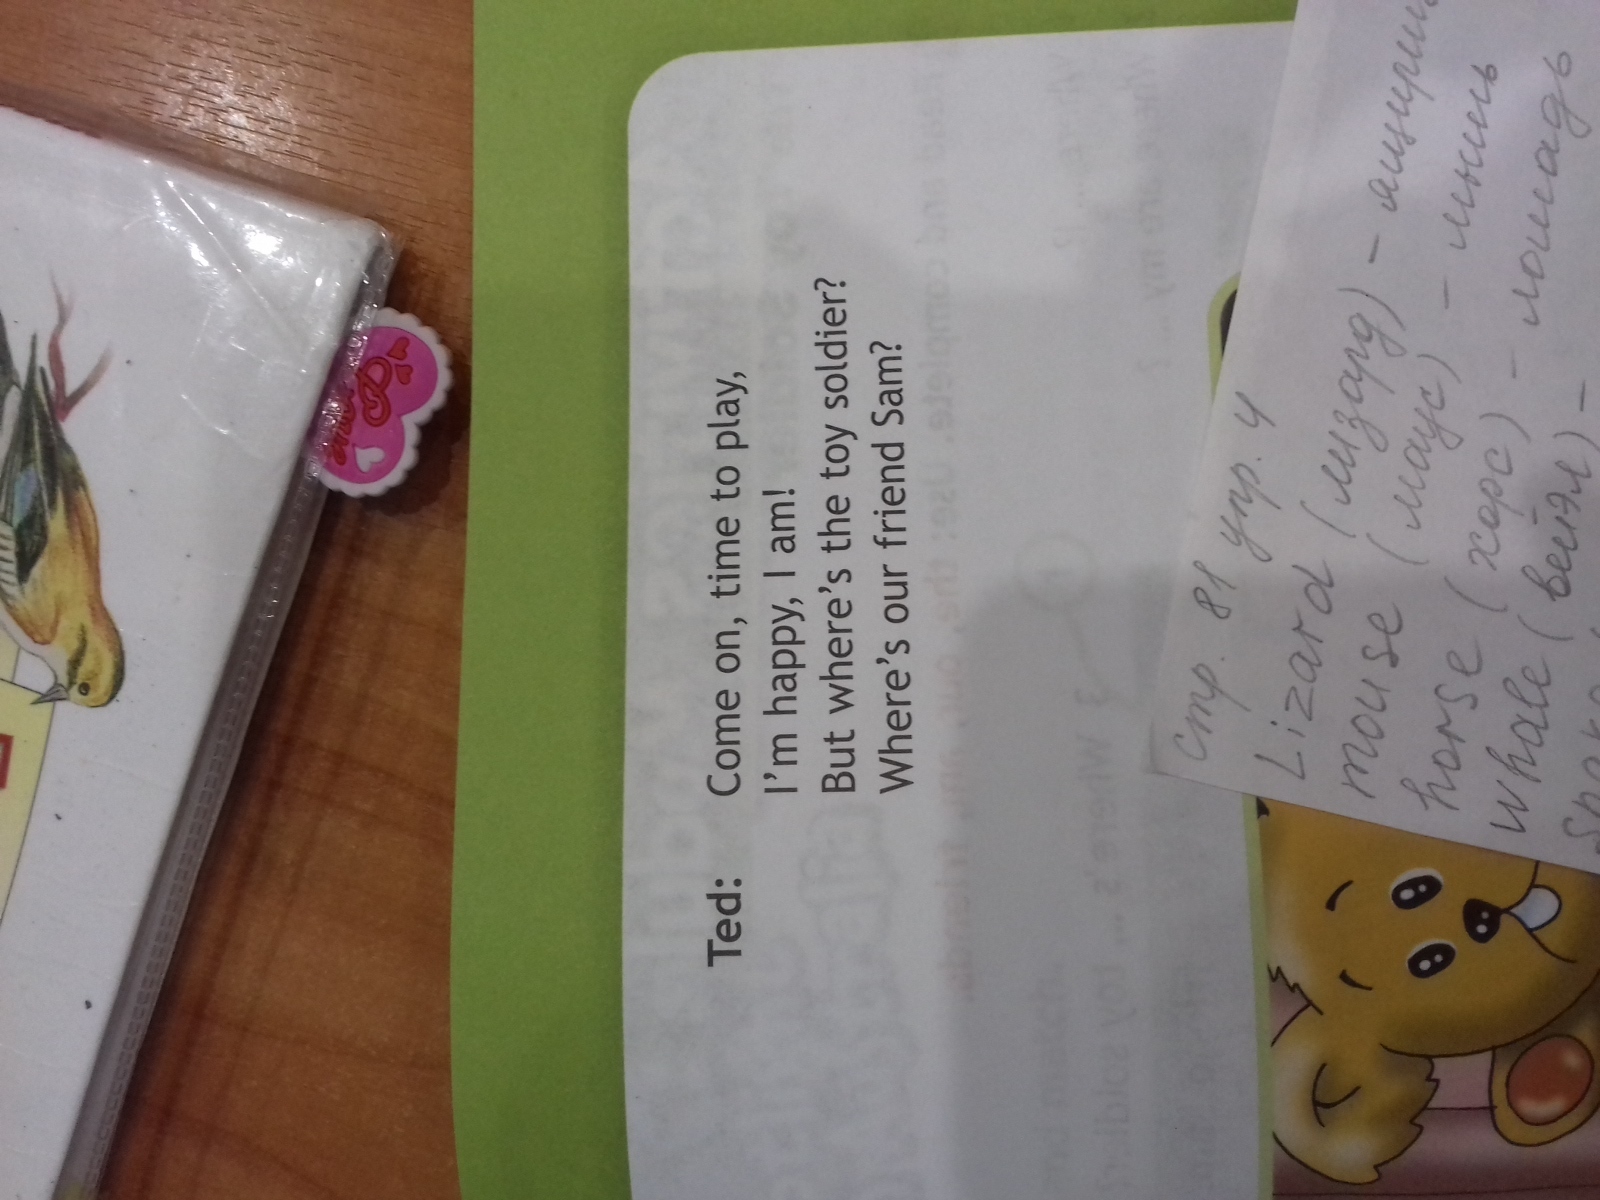 Ted: Come on, time to play,
I'm happy, I am!
But where's the toy soldier?
Where's our friend Sam?
стр. 81 упр. 4
Lizard (лизард) -
mouse (маус) - мышь
horse (хорс) - лошадь
whale (вейл) -